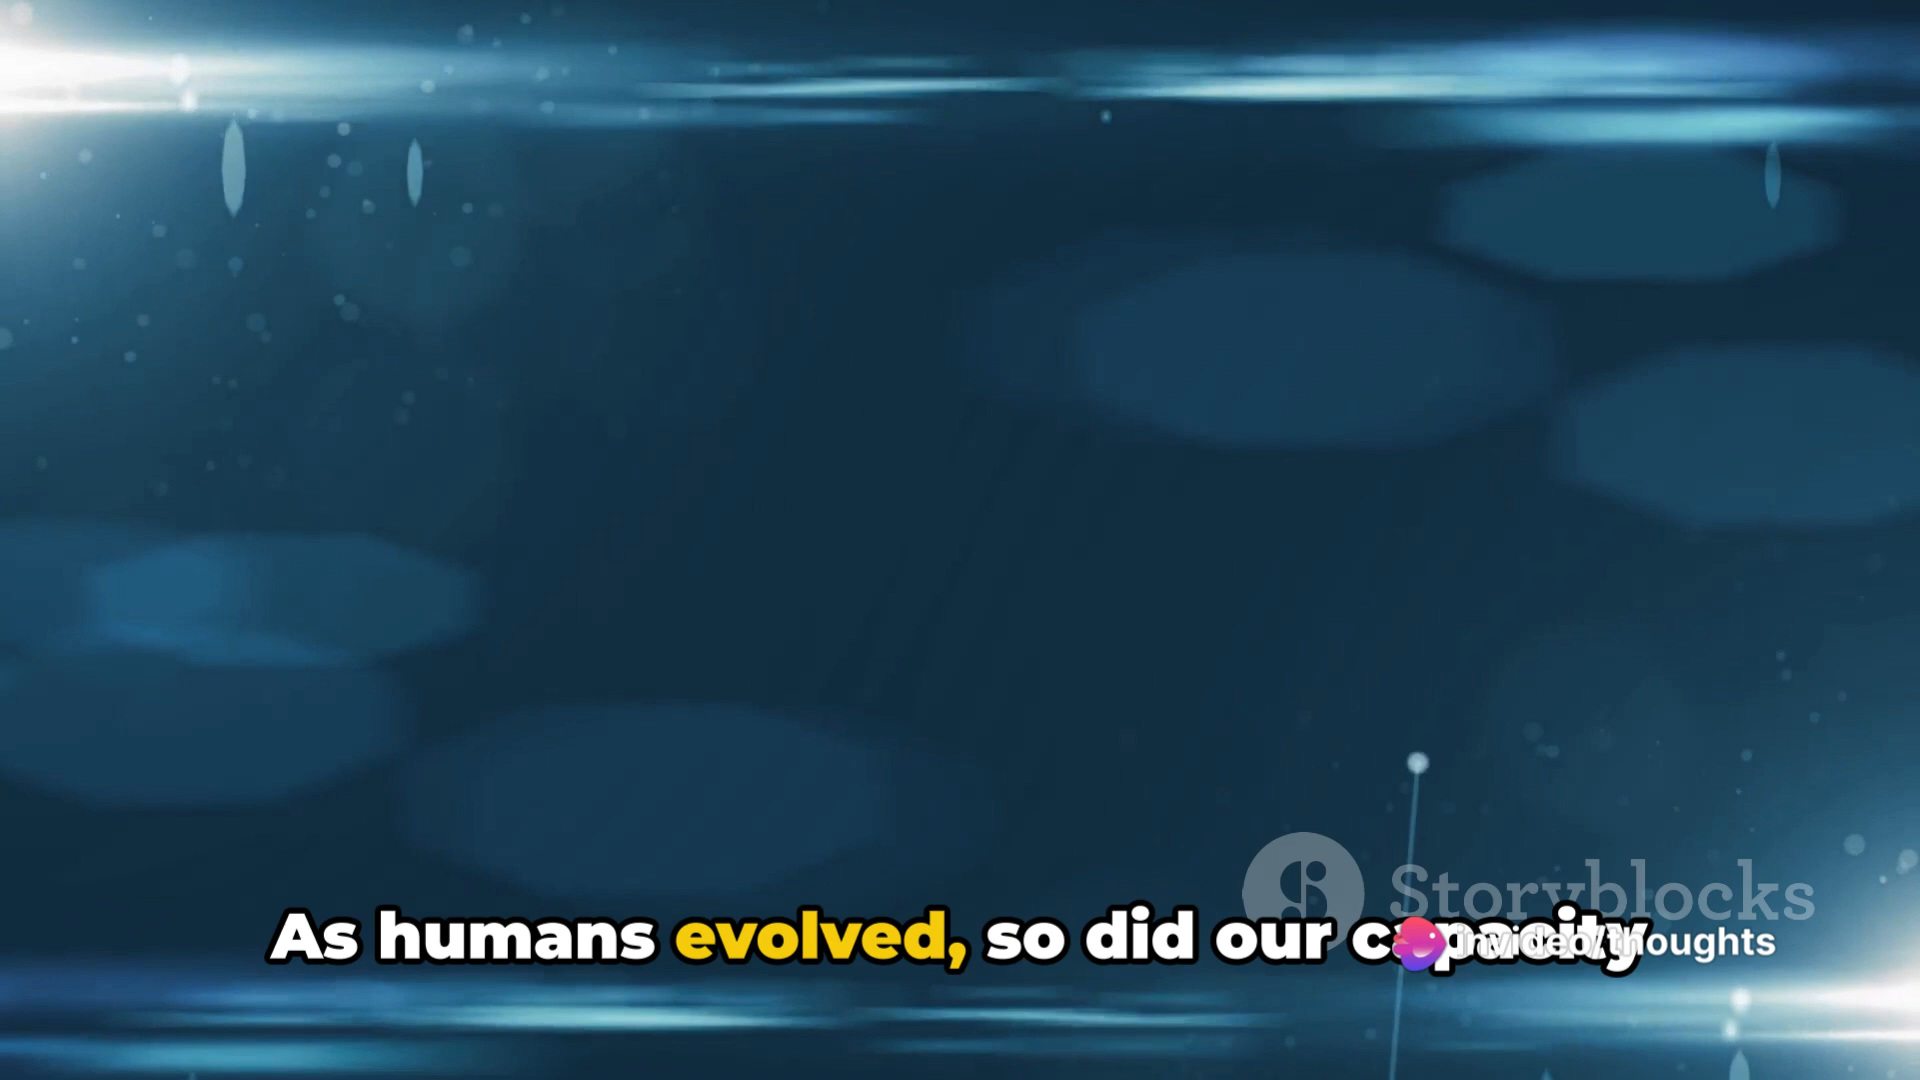 Storyblocks
As humans evolved, so did our capacity
invideo/thoughts